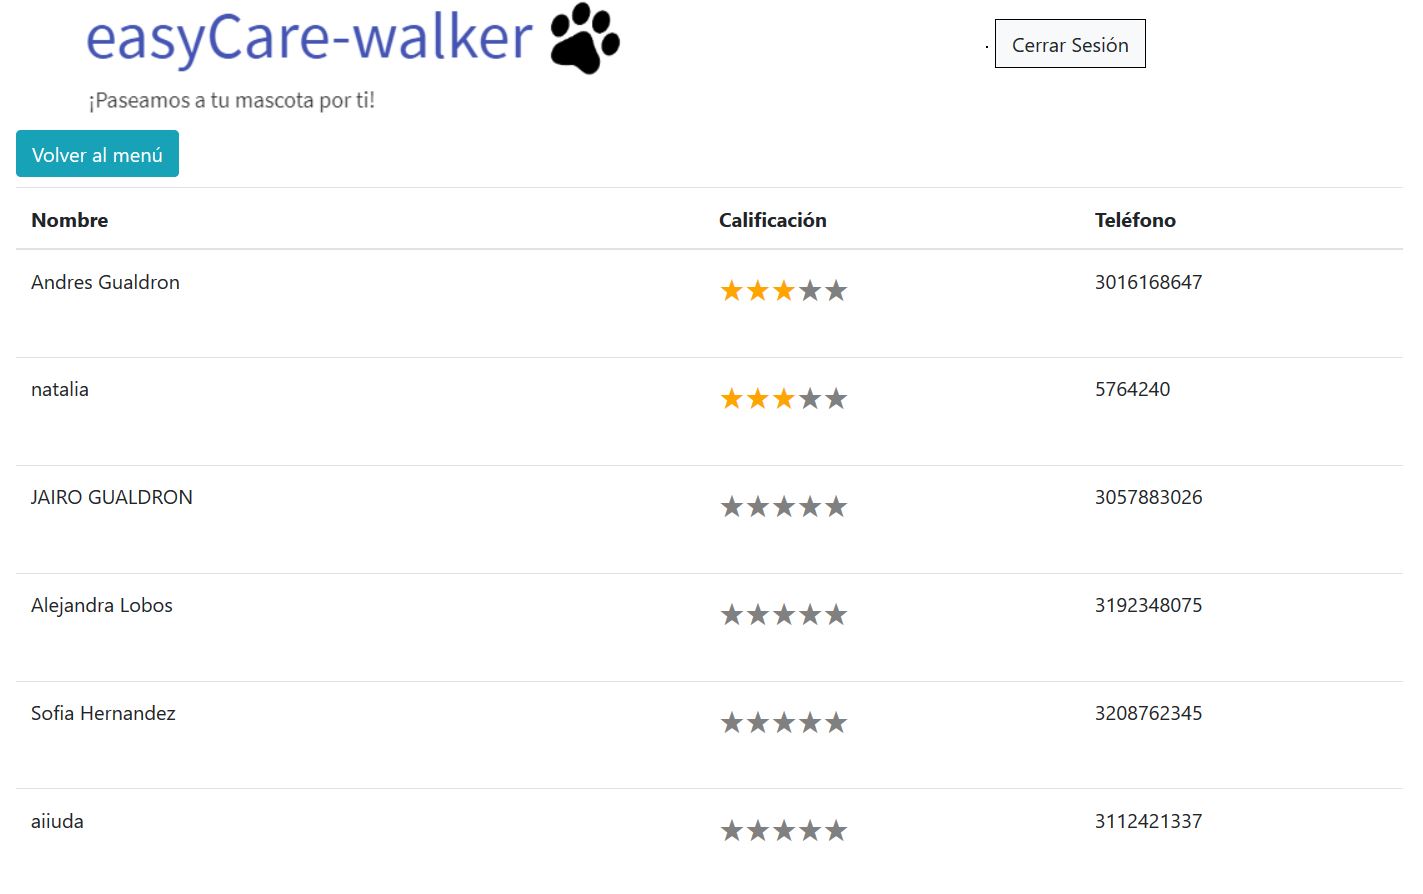 easyCare-walker
Cerrar Sesión
¡Paseamos a tu mascota por ti!
Volver al menú
Nombre Calificación Teléfono
Andres Gualdron ★★★★★ 3016168647
natalia ★★★★★ 5764240
JAIRO GUALDRON ★★★★★ 3057883026
Alejandra Lobos ★★★★★ 3192348075
Sofia Hernandez ★★★★★ 3208762345
aiiuda ★★★★★ 3112421337